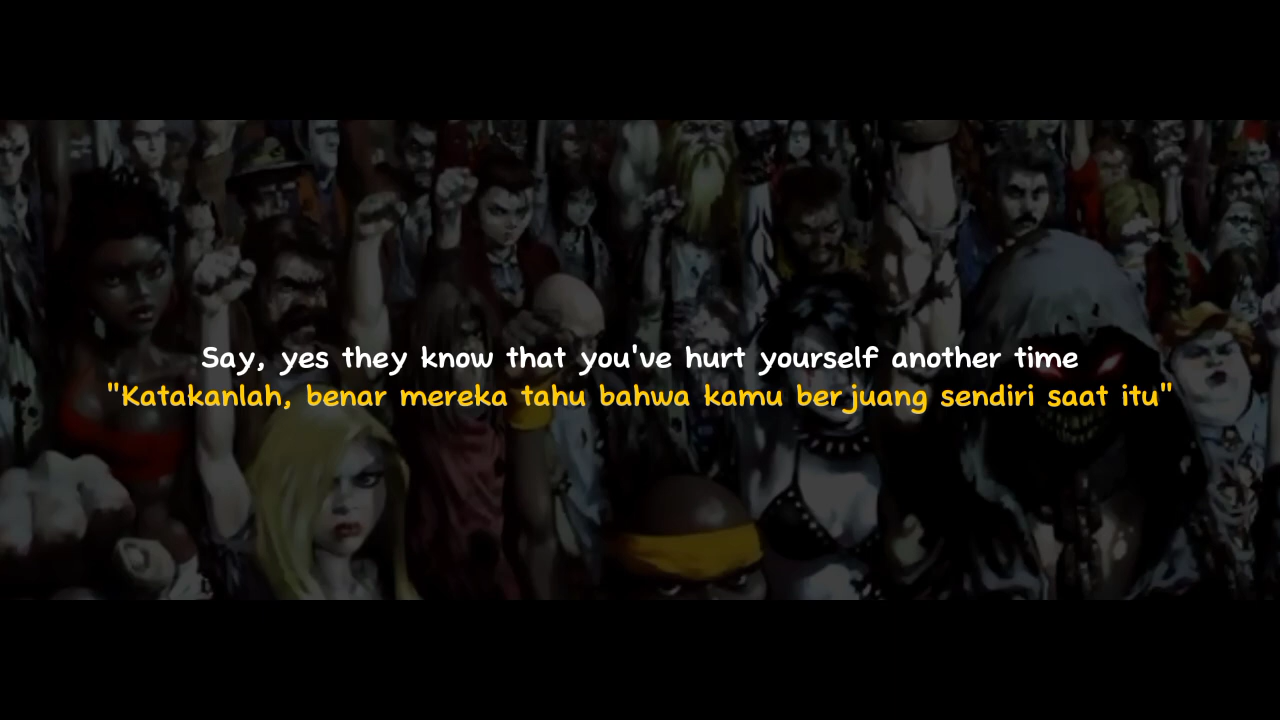 Say, yes they know that you've hurt yourself another time
"Katakanlah, benar mereka tahu bahwa kamu berjuang sendiri saat itu"